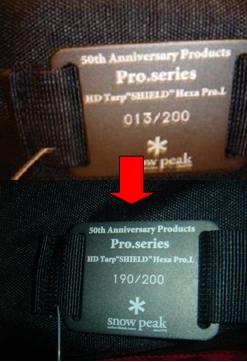 50th Anniversary Products
Pro.series
HD Tarp"SHIELD"Hexa Pro.L
013/200
snow peak
50th Anniversary Products
Pro.series
HD Tarp"SHIELD"Hexa Pro.L
190/200
snow peak